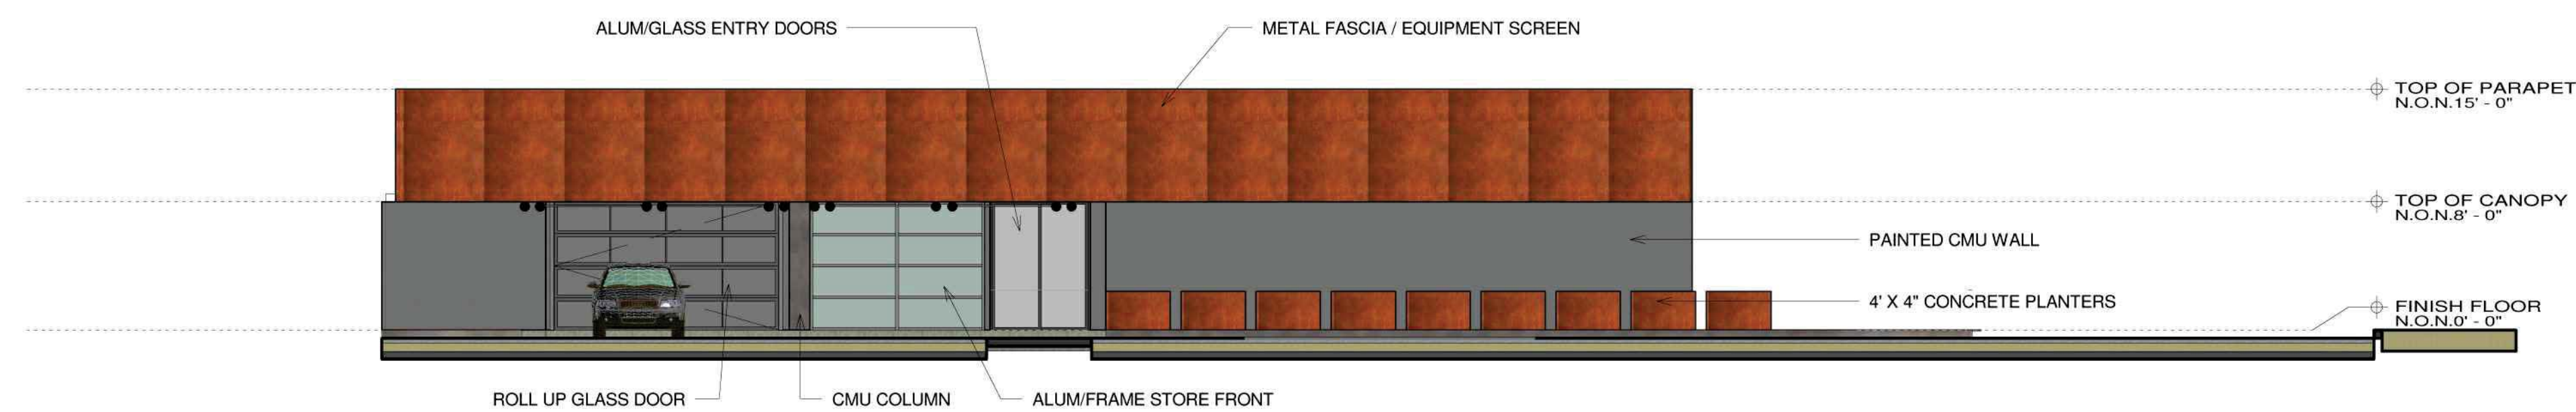 ALUM/GLASS ENTRY DOORS
METAL FASCIA / EQUIPMENT SCREEN
TOP OF PARAPET
N.O.N.15' - 0"
TOP OF CANOPY
N.O.N.8' - 0"
PAINTED CMU WALL
4' X 4" CONCRETE PLANTERS
FINISH FLOOR
N.O.N.0' - 0"
ROLL UP GLASS DOOR
CMU COLUMN
ALUM/FRAME STORE FRONT